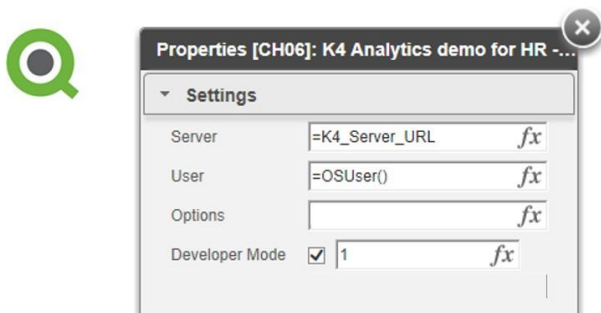 Properties [CH06]: K4 Analytics demo for HR -...
Settings
Server =K4_Server_URL fx
User =OSUser() fx
Options fx
Developer Mode 1 fx